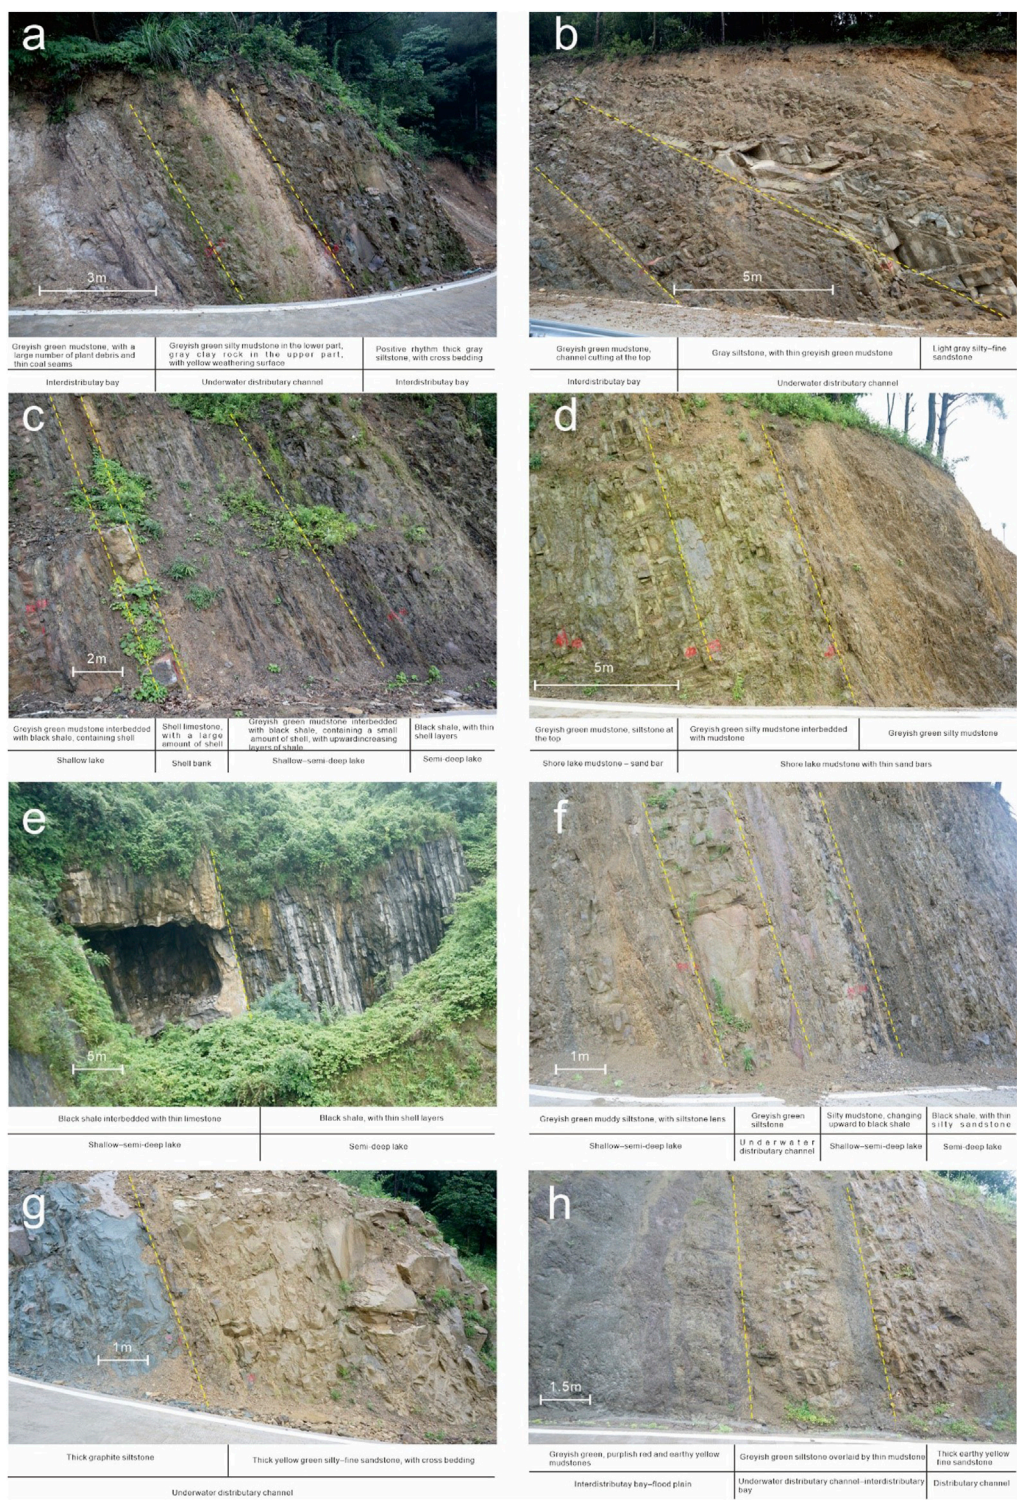 a
3m
Greyish green mudstone, with a
large number of plant debris and
thin coal seams
Greyish green silty mudstone in the lower part,
gray clay rock in the upper part,
with yellow weathering surface
Positive rhythm thick gray
siltstone, with cross bedding
Interdistributay bay
Underwater distributary channel
Interdistributay bay
b
5m
Greyish green mudstone,
channel cutting at the top
Gray siltstone, with thin greyish green mudstone
Light gray silty–fine
sandstone
Interdistributay bay
Underwater distributary channel
c
2m
Greyish green mudstone interbedded
with black shale, containing shell
Shell limestone,
with a large
amount of shell
Greyish green mudstone interbedded
with black shale, containing a small
amount of shell, with upwardincreasing
layers of shale
Black shale, with thin
shell layers
Shallow lake
Shell bank
Shallow–semi-deep lake
Semi-deep lake
d
5m
Greyish green mudstone, siltstone at
the top
Greyish green silty mudstone interbedded
with mudstone
Greyish green silty mudstone
Shore lake mudstone – sand bar
Shore lake mudstone with thin sand bars
e
5m
Black shale interbedded with thin limestone
Black shale, with thin shell layers
Shallow–semi-deep lake
Semi-deep lake
f
1m
Greyish green muddy siltstone, with siltstone lens
Greyish green
siltstone
Silty mudstone, changing
upward to black shale
Black shale, with thin
silty sandstone
Shallow–semi-deep lake
Underwater
distributary channel
Shallow–semi-deep lake
Semi-deep lake
g
1m
Thick graphite siltstone
Thick yellow green silly–fine sandstone, with cross bedding
Underwater distributary channel
h
1.5m
Greyish green, purplish red and earthy yellow
mudstones
Greyish green siltstone overlaid by thin mudstone
Thick earthy yellow
fine sandstone
Interdistributay bay–flood plain
Underwater distributary channel–interdistributary
bay
Distributary channel